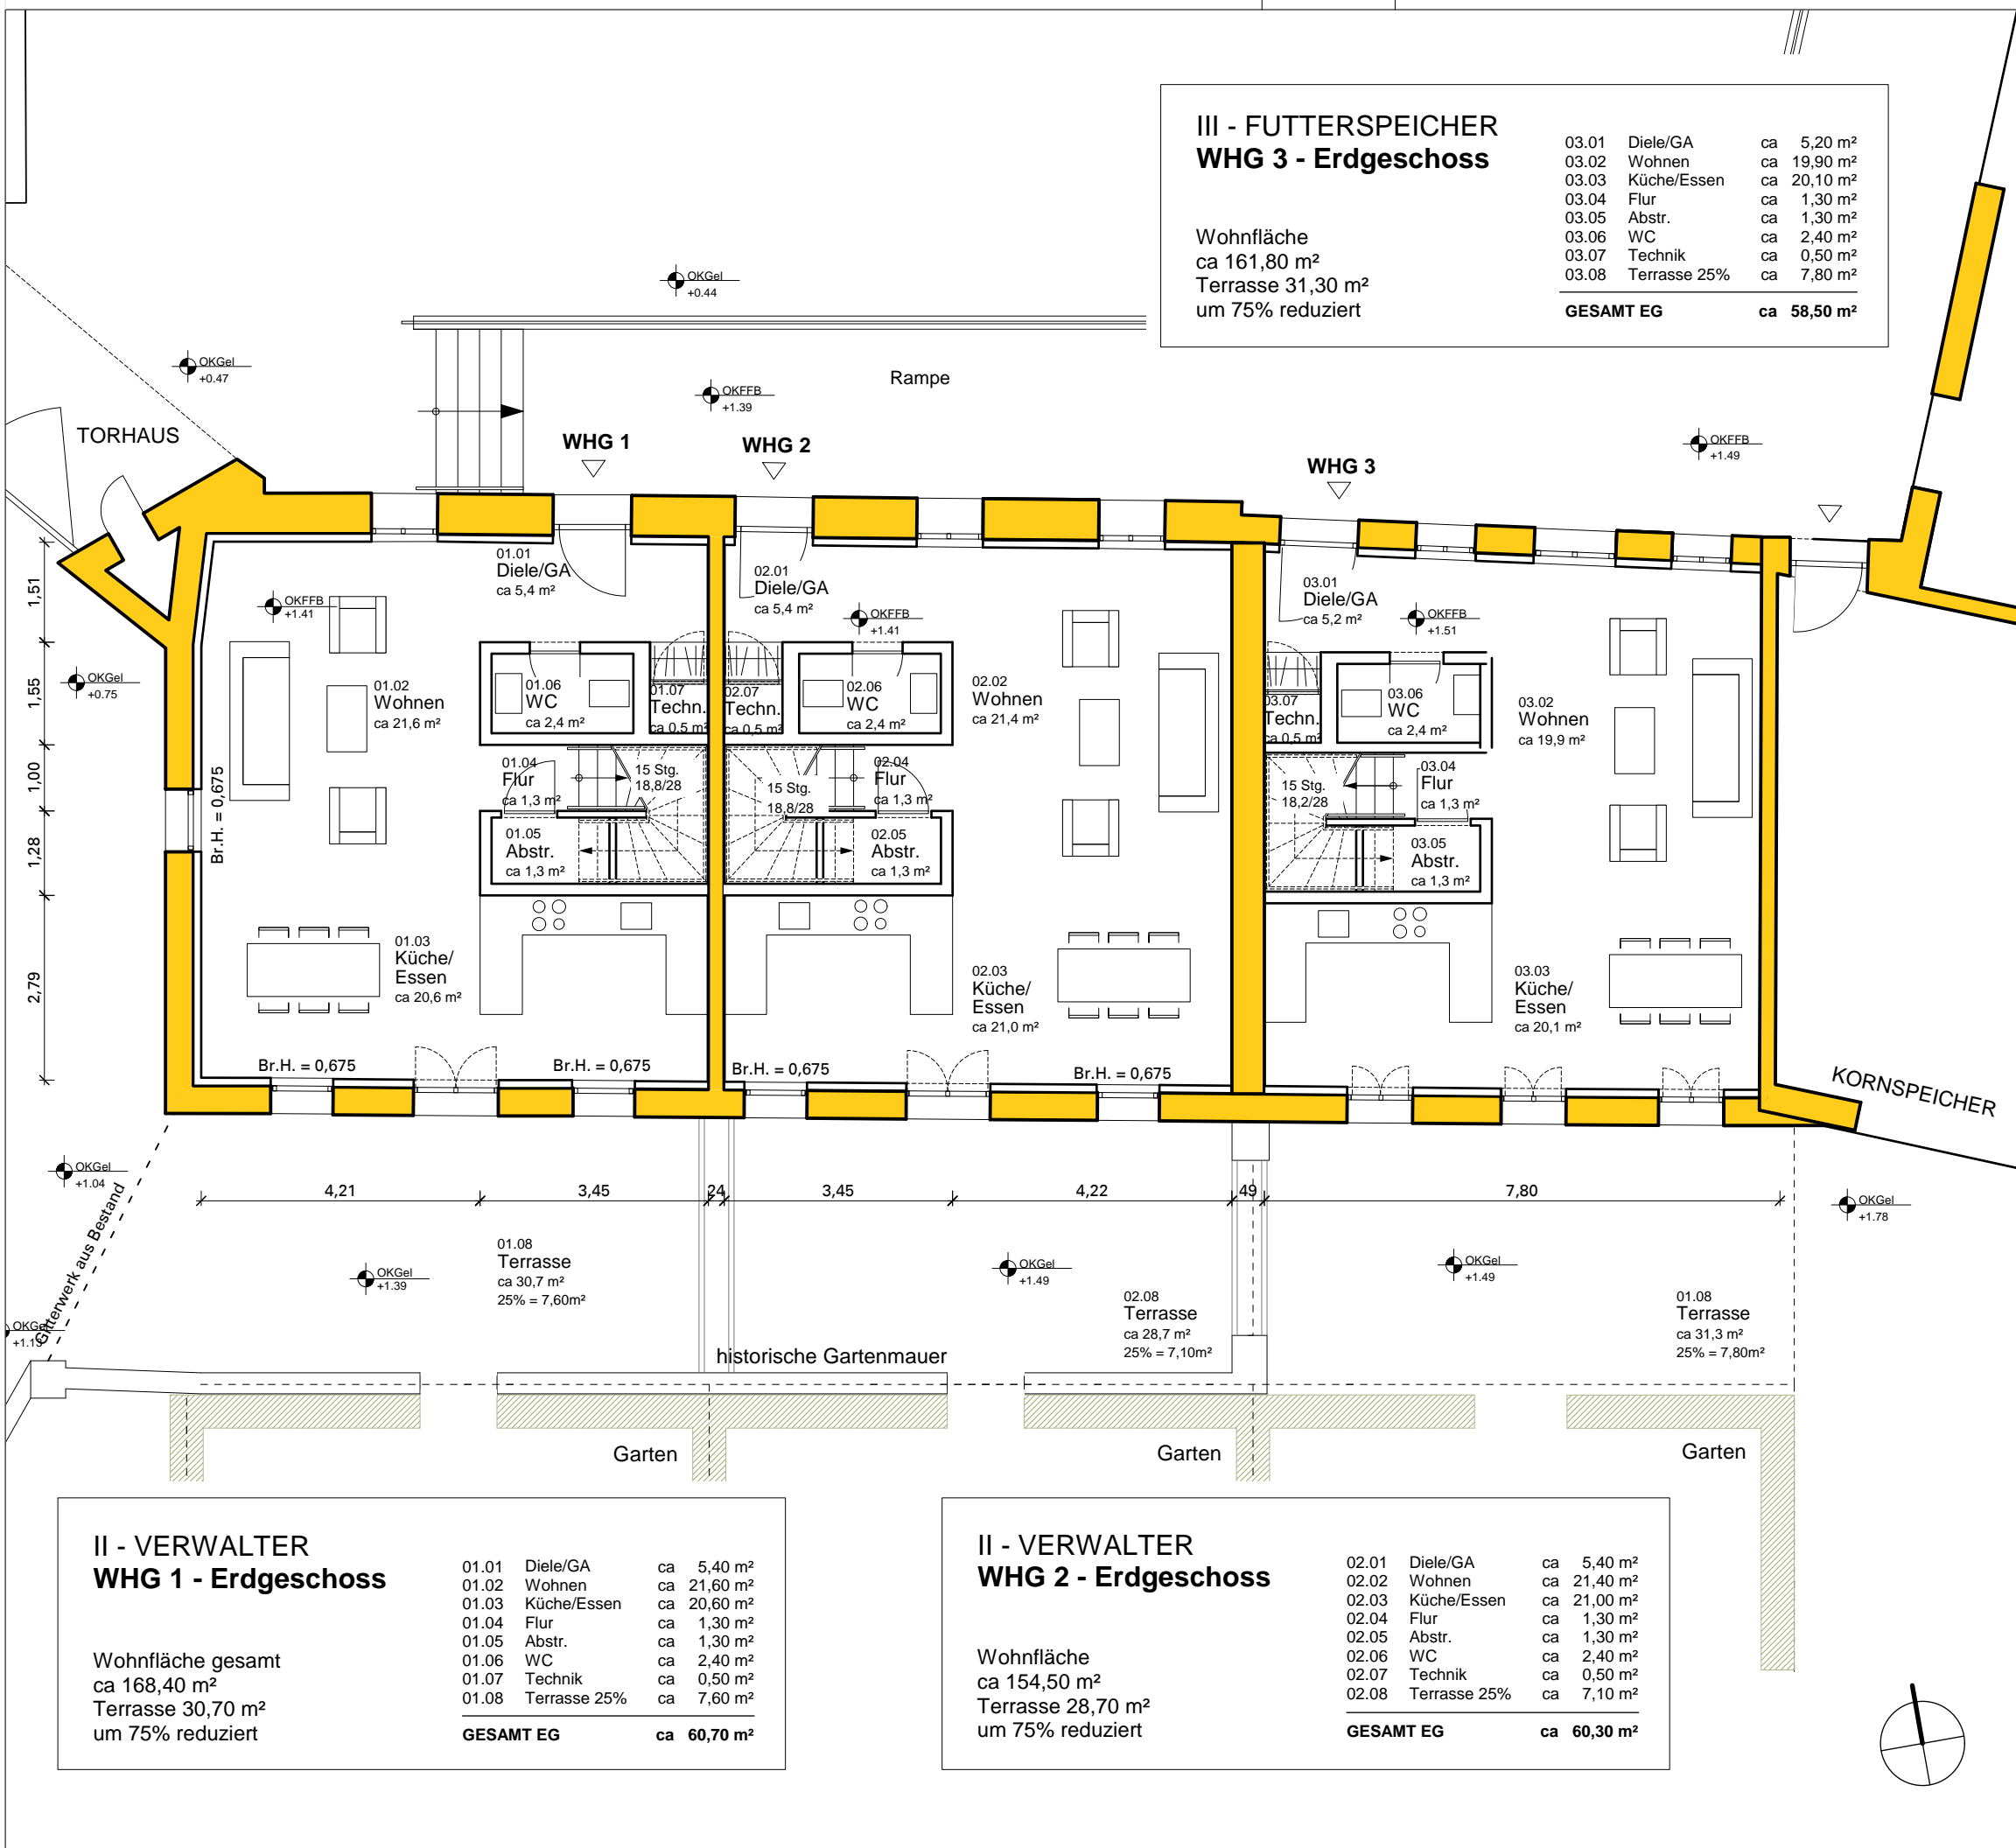 III - FUTTERSPEICHER
WHG 3 - Erdgeschoss
Wohnfläche
ca 161,80 m²
Terrasse 31,30 m²
um 75% reduziert
03.01 Diele/GA ca 5,20 m²
03.02 Wohnen ca 19,90 m²
03.03 Küche/Essen ca 20,10 m²
03.04 Flur ca 1,30 m²
03.05 Abstr. ca 1,30 m²
03.06 WC ca 2,40 m²
03.07 Technik ca 0,50 m²
03.08 Terrasse 25% ca 7,80 m²
GESAMT EG ca 58,50 m²
OKGel
+0.44
OKGel
+0.47
OKFFB
+1.39
Rampe
TORHAUS
WHG 1
WHG 2
WHG 3
OKFFB
+1.49
1,51
1,55
1,00
1,28
2,79
OKGel
+0.75
01.01
Diele/GA
ca 5,4 m²
OKFFB
+1.41
01.02
Wohnen
ca 21,6 m²
01.06
WC
ca 2,4 m²
01.07
Techn.
ca 0,5 m²
01.04
Flur
ca 1,3 m²
15 Stg.
18,8/28
01.05
Abstr.
ca 1,3 m²
Br.H. = 0,675
01.03
Küche/
Essen
ca 20,6 m²
Br.H. = 0,675
Br.H. = 0,675
02.01
Diele/GA
ca 5,4 m²
OKFFB
+1.41
02.07
Techn.
ca 0,5 m²
02.06
WC
ca 2,4 m²
02.02
Wohnen
ca 21,4 m²
15 Stg.
18,8/28
02.04
Flur
ca 1,3 m²
02.05
Abstr.
ca 1,3 m²
02.03
Küche/
Essen
ca 21,0 m²
Br.H. = 0,675
Br.H. = 0,675
03.01
Diele/GA
ca 5,2 m²
OKFFB
+1.51
03.07
Techn.
ca 0,5 m²
03.06
WC
ca 2,4 m²
03.02
Wohnen
ca 19,9 m²
15 Stg.
18,2/28
03.04
Flur
ca 1,3 m²
03.05
Abstr.
ca 1,3 m²
03.03
Küche/
Essen
ca 20,1 m²
KORNSPEICHER
OKGel
+1.04
4,21
3,45
24
3,45
4,22
49
7,80
OKGel
+1.78
Gitterwerk aus Bestand
OKGel
+1.13
OKGel
+1.39
01.08
Terrasse
ca 30,7 m²
25% = 7,60m²
OKGel
+1.49
02.08
Terrasse
ca 28,7 m²
25% = 7,10m²
OKGel
+1.49
01.08
Terrasse
ca 31,3 m²
25% = 7,80m²
historische Gartenmauer
Garten
Garten
Garten
II - VERWALTER
WHG 1 - Erdgeschoss
Wohnfläche gesamt
ca 168,40 m²
Terrasse 30,70 m²
um 75% reduziert
01.01 Diele/GA ca 5,40 m²
01.02 Wohnen ca 21,60 m²
01.03 Küche/Essen ca 20,60 m²
01.04 Flur ca 1,30 m²
01.05 Abstr. ca 1,30 m²
01.06 WC ca 2,40 m²
01.07 Technik ca 0,50 m²
01.08 Terrasse 25% ca 7,60 m²
GESAMT EG ca 60,70 m²
II - VERWALTER
WHG 2 - Erdgeschoss
Wohnfläche
ca 154,50 m²
Terrasse 28,70 m²
um 75% reduziert
02.01 Diele/GA ca 5,40 m²
02.02 Wohnen ca 21,40 m²
02.03 Küche/Essen ca 21,00 m²
02.04 Flur ca 1,30 m²
02.05 Abstr. ca 1,30 m²
02.06 WC ca 2,40 m²
02.07 Technik ca 0,50 m²
02.08 Terrasse 25% ca 7,10 m²
GESAMT EG ca 60,30 m²